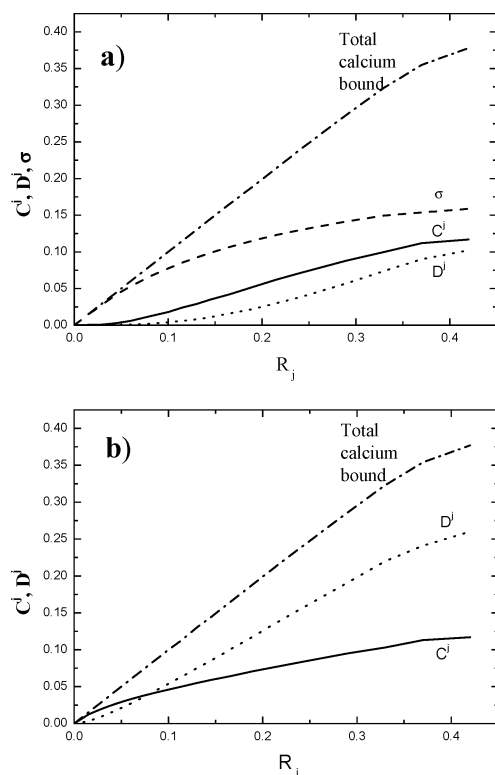 a)
Total
calcium
bound
0.40
0.35
0.30
0.25
0.20
0.15
0.10
0.05
0.00
C^j, D^j, σ
σ
C^j
D^j
0.0 0.1 0.2 0.3 0.4
R_j
b)
Total
calcium
bound
0.40
0.35
0.30
0.25
0.20
0.15
0.10
0.05
0.00
C^j, D^j
D^j
C^j
0.0 0.1 0.2 0.3 0.4
R_j